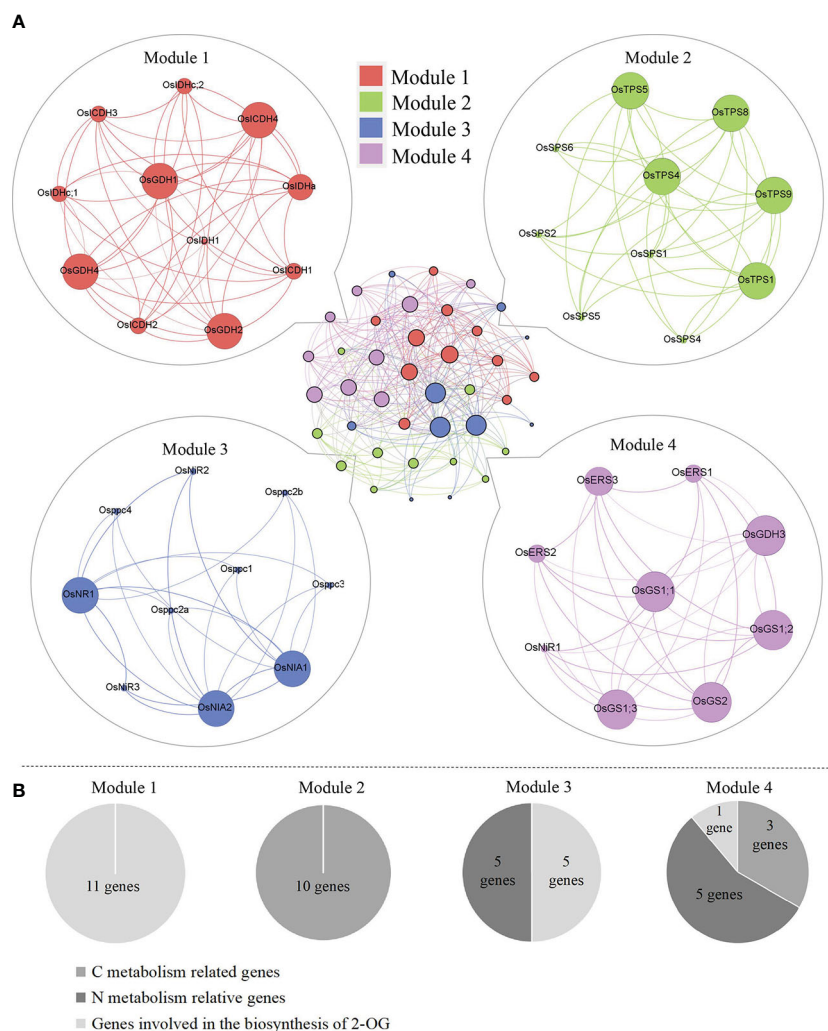 A
Module 1
OsIDHc;2
OsICDH3
OsICDH4
OsGDH1
OsIDHa
OsIDHc;1
OsIDH1
OsGDH4
OsICDH1
OsICDH2
OsGDH2
Module 1
Module 2
Module 3
Module 4
Module 2
OsTPS5
OsTPS8
OsSPS6
OsTPS4
OsTPS9
OsSPS2
OsSPS1
OsTPS1
OsSPS5
OsSPS4
Module 3
OsNiR2
Osppc2b
Osppc4
Osppc1
Osppc3
OsNR1
Osppc2a
OsNIA1
OsNiR3
OsNIA2
Module 4
OsERS3
OsERS1
OsGDH3
OsERS2
OsGS1;1
OsGS1;2
OsNiR1
OsGS2
OsGS1;3
B
Module 1
11 genes
Module 2
10 genes
Module 3
5
genes
5
genes
Module 4
1
gene
3
genes
5 genes
C metabolism related genes
N metabolism relative genes
Genes involved in the biosynthesis of 2-OG